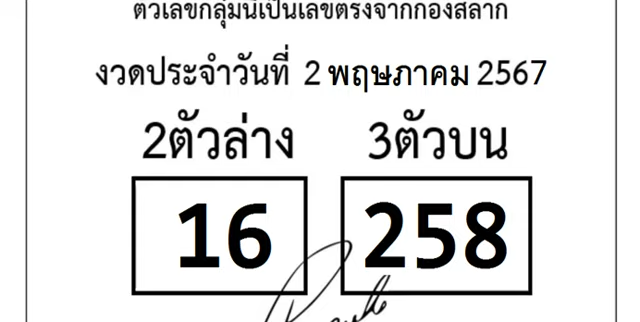 ตัวเลขกลุ่มนี้เป็นเลขตรงจากกองสลาก
งวดประจำวันที่ 2 พฤษภาคม 2567
2ตัวล่าง 3ตัวบน
16 258